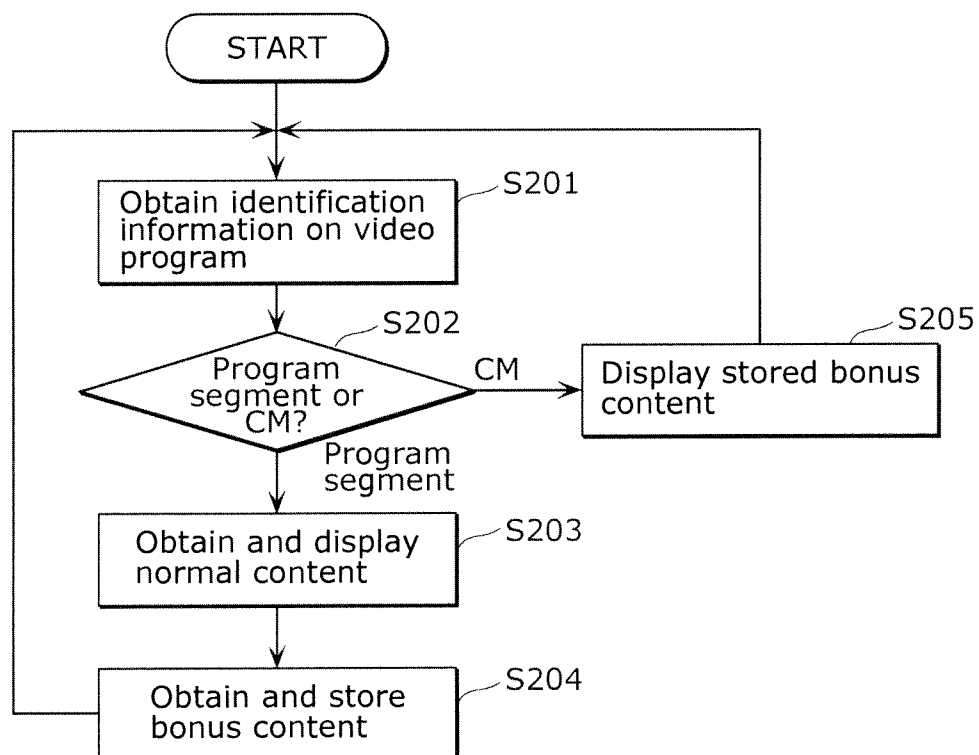 START
S201
Obtain identification
information on video
program
S202
Program
segment or
CM?
CM
S205
Display stored bonus
content
Program
segment
S203
Obtain and display
normal content
S204
Obtain and store
bonus content